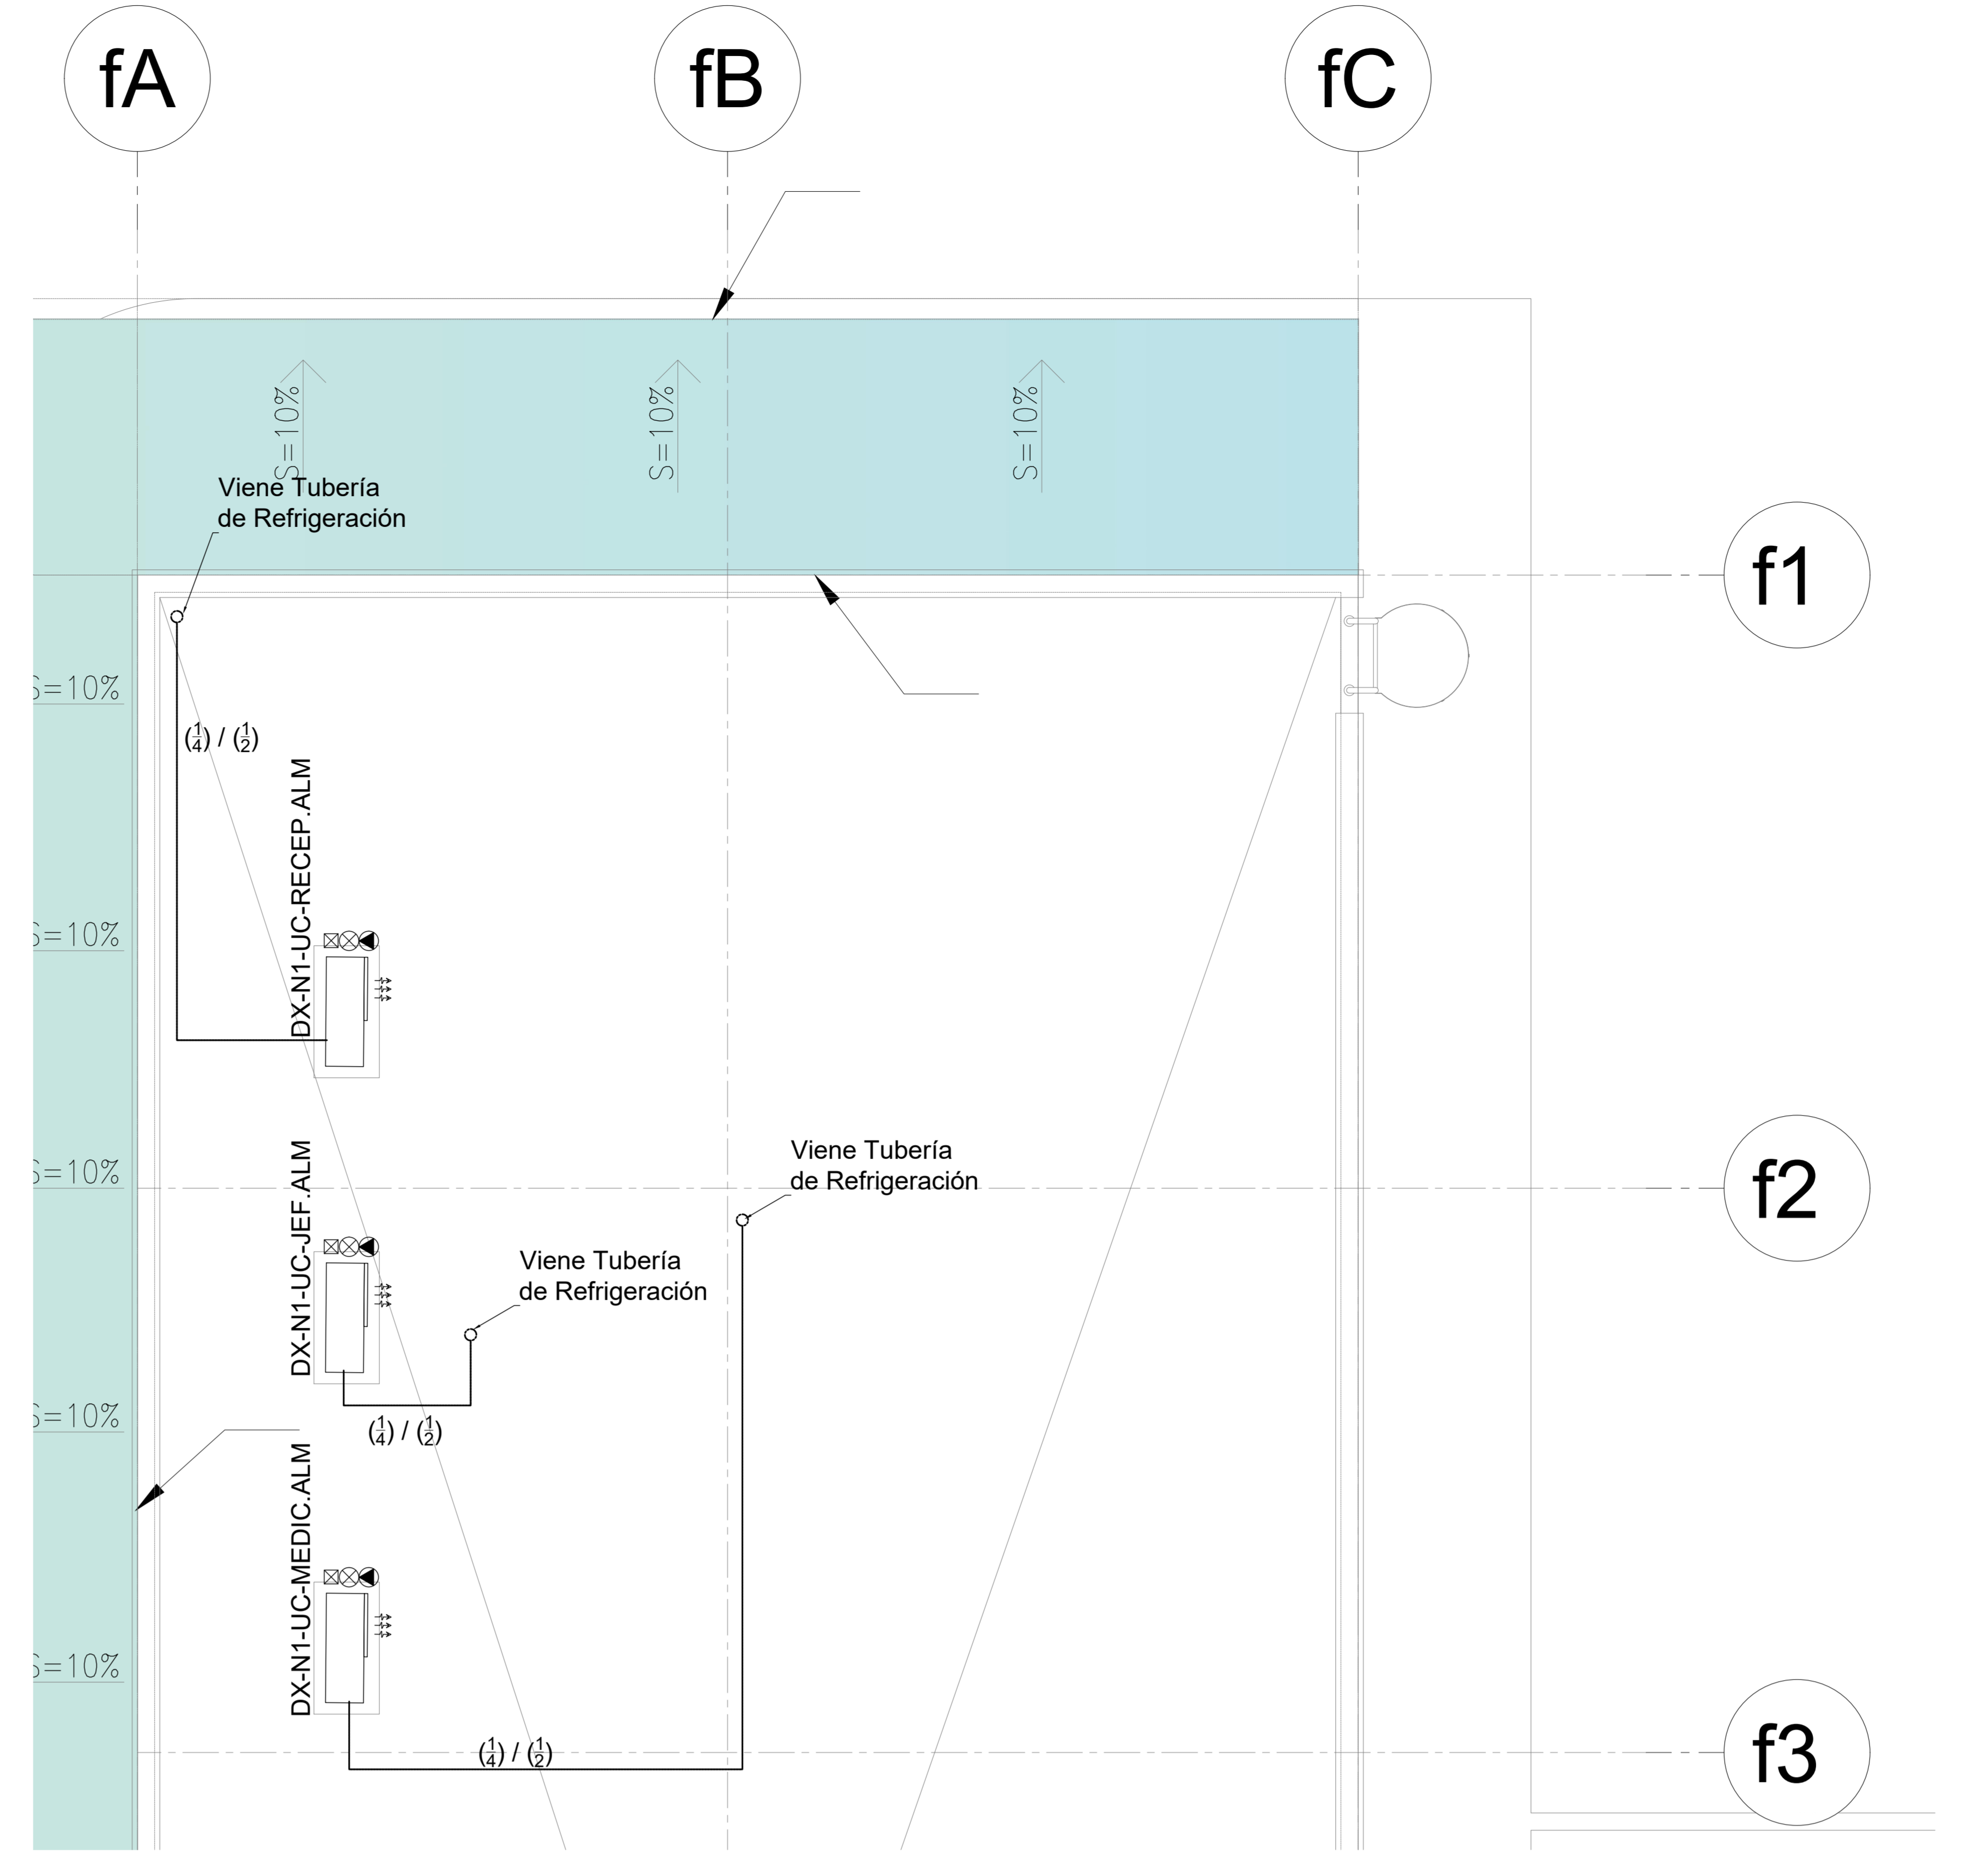 fA
fB
fC
S=10%
S=10%
S=10%
Viene Tubería
de Refrigeración
f1
S=10%
(1/4) / (1/2)
DX-N1-UC-RECEP.ALM
S=10%
Viene Tubería
de Refrigeración
S=10%
f2
DX-N1-UC-JEF.ALM
Viene Tubería
de Refrigeración
S=10%
(1/4) / (1/2)
DX-N1-UC-MEDIC.ALM
S=10%
(1/4) / (1/2)
f3